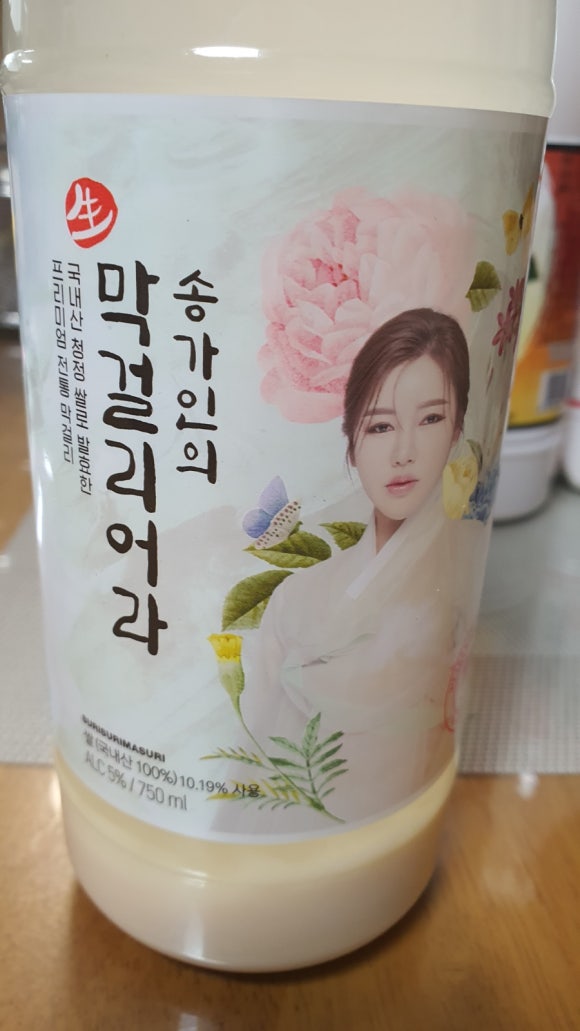 生
송가인의
막걸리어라
국내산 청정 쌀로 발효한
프리미엄 전통 막걸리
SURISURIMASURI
쌀 (국내산 100%) 10.19% 사용
ALC 5% / 750 ml